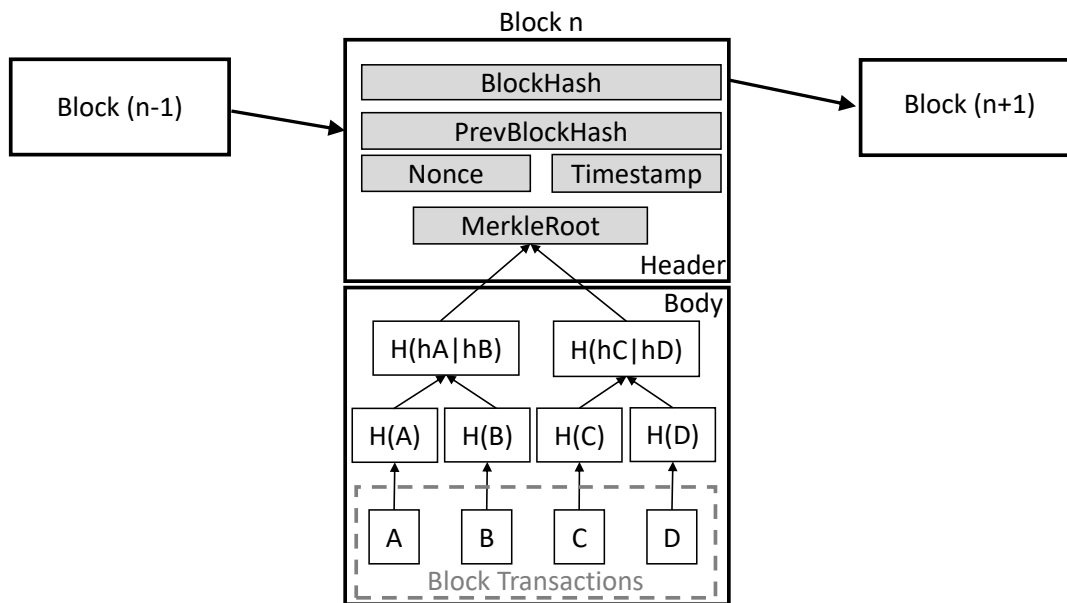 Block n
Block (n-1)
BlockHash
Block (n+1)
PrevBlockHash
Nonce
Timestamp
MerkleRoot
Header
Body
H(hA|hB)
H(hC|hD)
H(A)
H(B)
H(C)
H(D)
A
B
C
D
Block Transactions